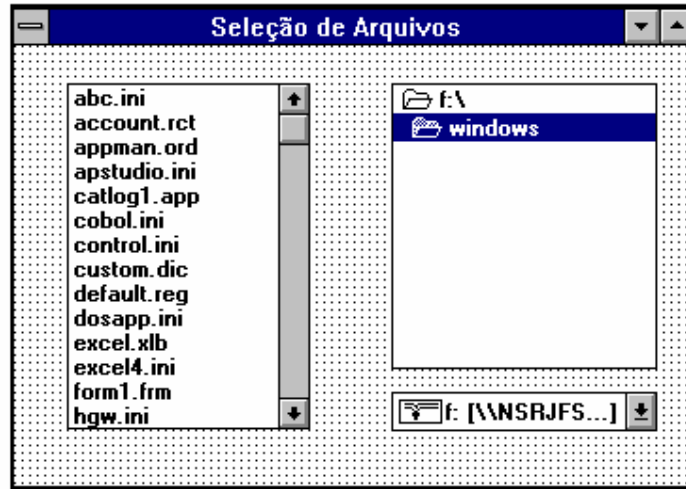 Seleção de Arquivos
abc.ini
account.rct
appman.ord
apstudio.ini
catlog1.app
cobol.ini
control.ini
custom.dic
default.reg
dosapp.ini
excel.xlb
excel4.ini
form1.frm
hgw.ini
f:\
windows
f: [\\NSRJFS...]